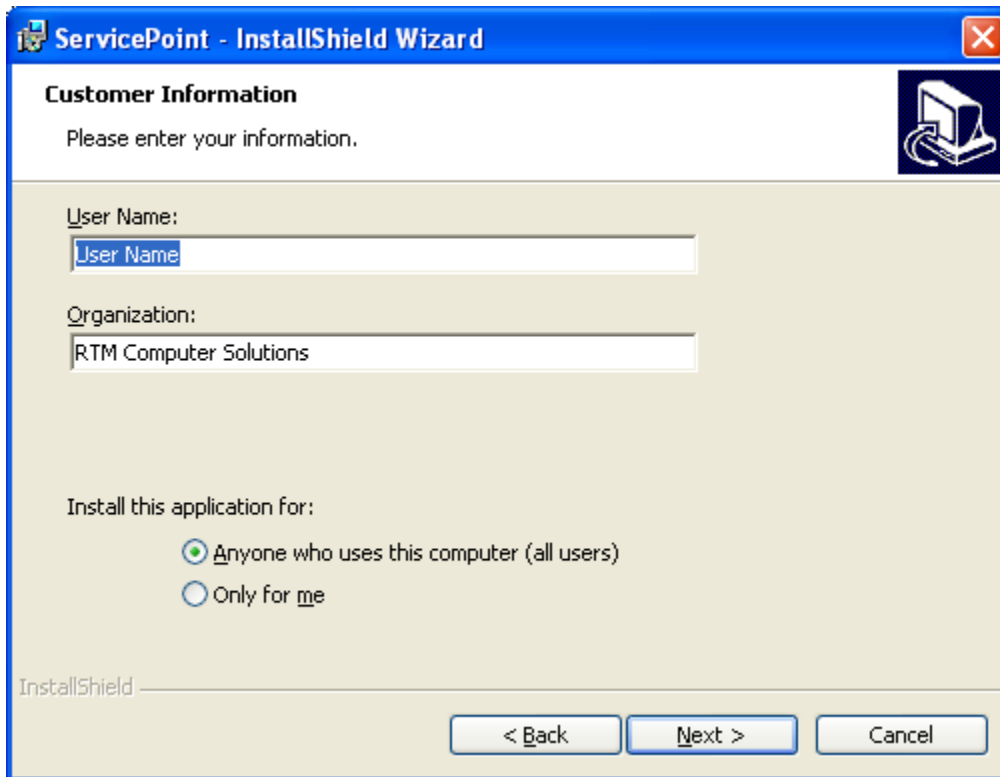 ServicePoint - InstallShield Wizard
Customer Information
Please enter your information.
User Name:
User Name
Organization:
RTM Computer Solutions
Install this application for:
Anyone who uses this computer (all users)
Only for me
InstallShield
< Back Next > Cancel